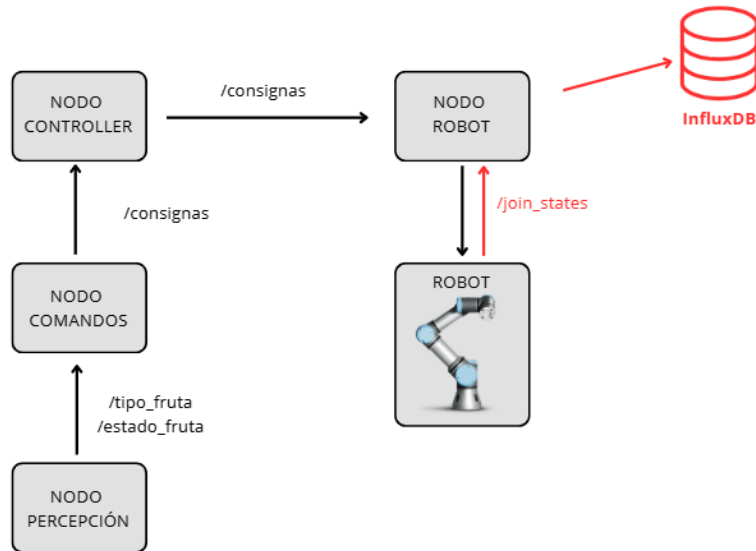 /consignas
NODO
CONTROLLER
NODO
ROBOT
InfluxDB
/consignas
/join_states
NODO
COMANDOS
ROBOT
/tipo_fruta
/estado_fruta
NODO
PERCEPCIÓN